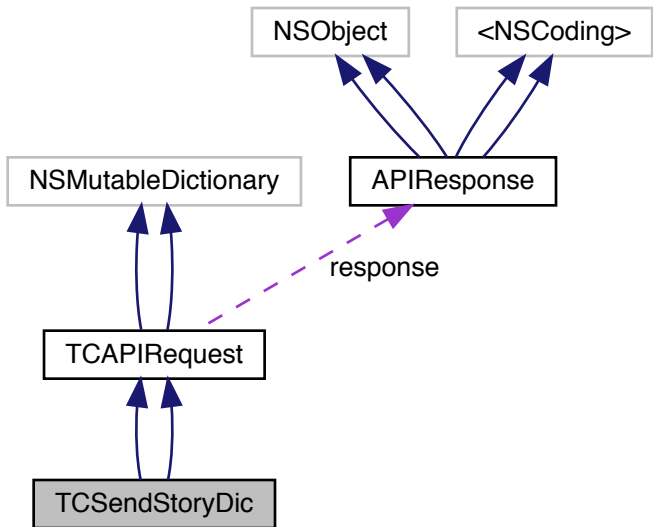 NSObject
<NSCoding>
NSMutableDictionary
APIResponse
response
TCAPIRequest
TCSendStoryDic